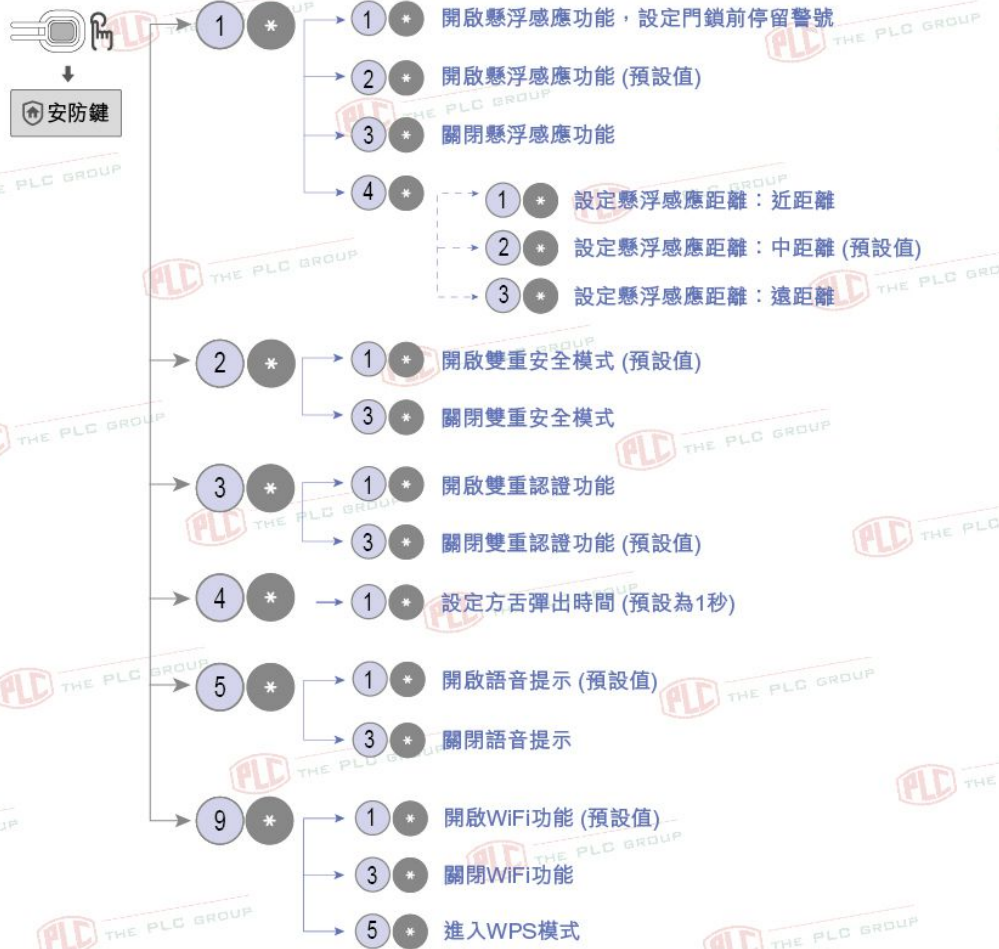 1 * 1 * 開啟懸浮感應功能，設定門鎖前停留警號
2 * 開啟懸浮感應功能 (預設值)
安防鍵
3 * 關閉懸浮感應功能
4 * 1 * 設定懸浮感應距離：近距離
2 * 設定懸浮感應距離：中距離 (預設值)
3 * 設定懸浮感應距離：遠距離
2 * 1 * 開啟雙重安全模式 (預設值)
3 * 關閉雙重安全模式
3 * 1 * 開啟雙重認證功能
3 * 關閉雙重認證功能 (預設值)
4 * 1 * 設定方舌彈出時間 (預設為1秒)
5 * 1 * 開啟語音提示 (預設值)
3 * 關閉語音提示
9 * 1 * 開啟WiFi功能 (預設值)
3 * 關閉WiFi功能
5 * 進入WPS模式
PLC THE PLC GROUP